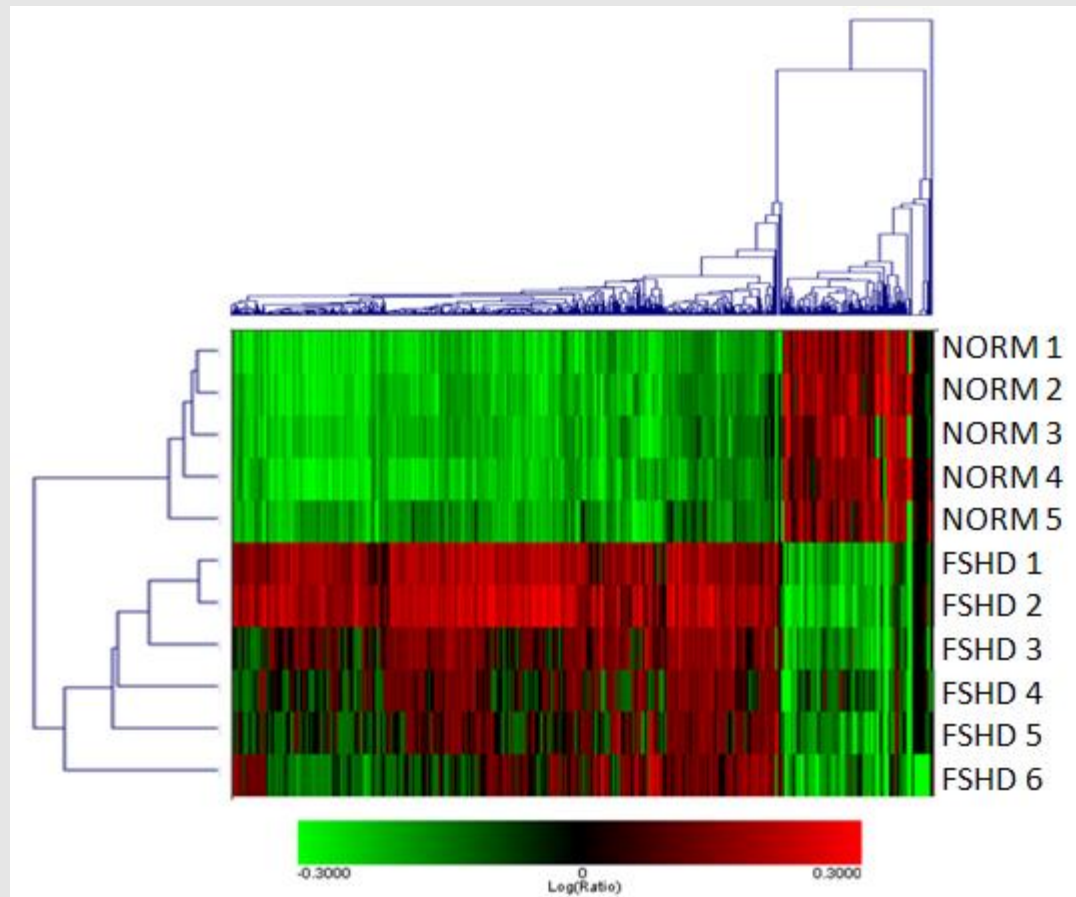 NORM 1
NORM 2
NORM 3
NORM 4
NORM 5
FSHD 1
FSHD 2
FSHD 3
FSHD 4
FSHD 5
FSHD 6
-0.3000 0 0.3000
Log(Ratio)